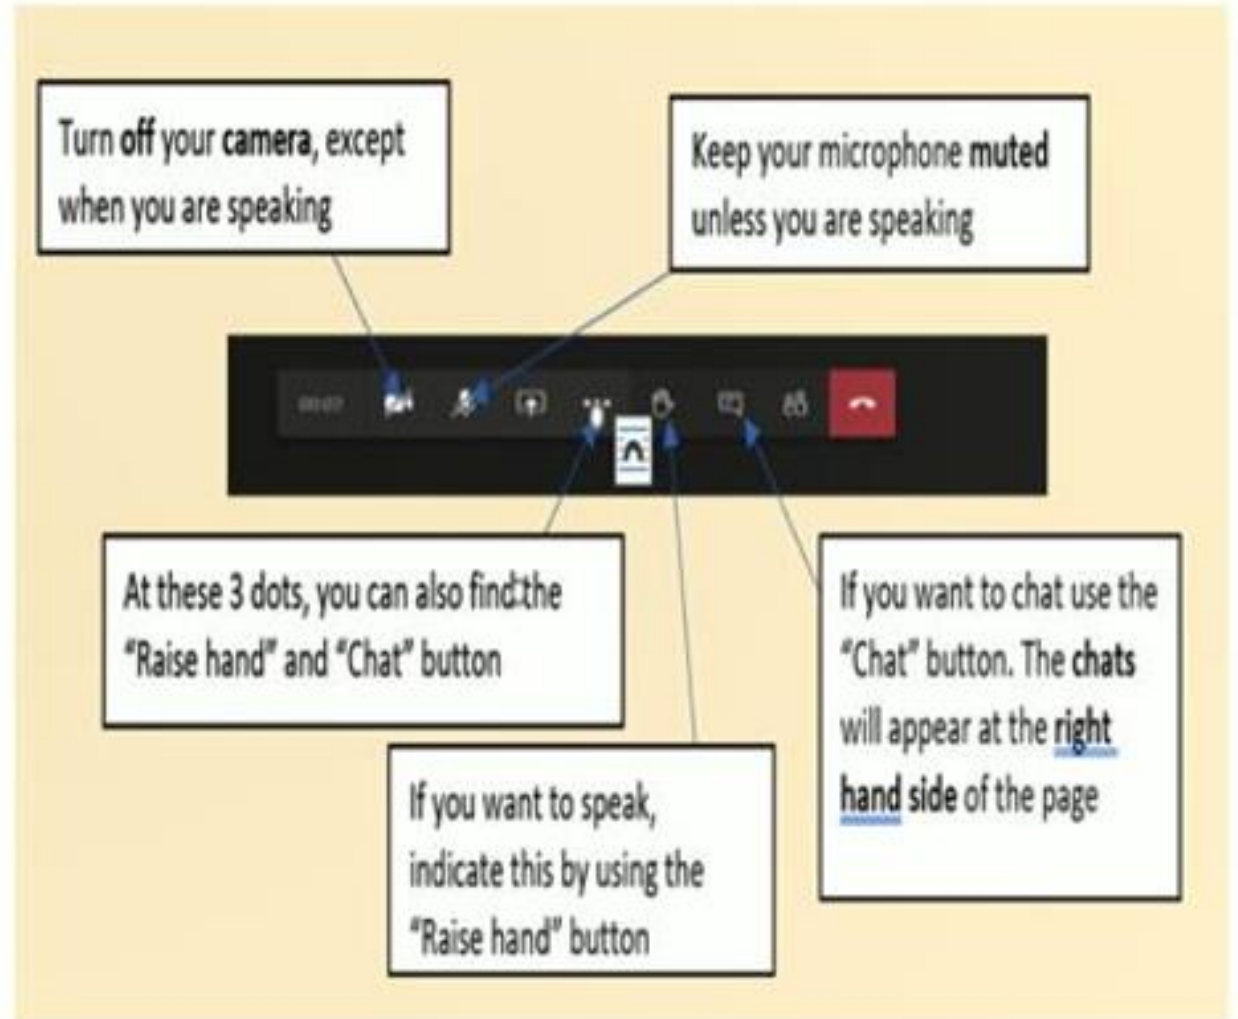 Turn off your camera, except
when you are speaking
Keep your microphone muted
unless you are speaking
00:07
At these 3 dots, you can also find the
“Raise hand” and “Chat” button
If you want to speak,
indicate this by using the
“Raise hand” button
If you want to chat use the
“Chat” button. The chats
will appear at the right
hand side of the page